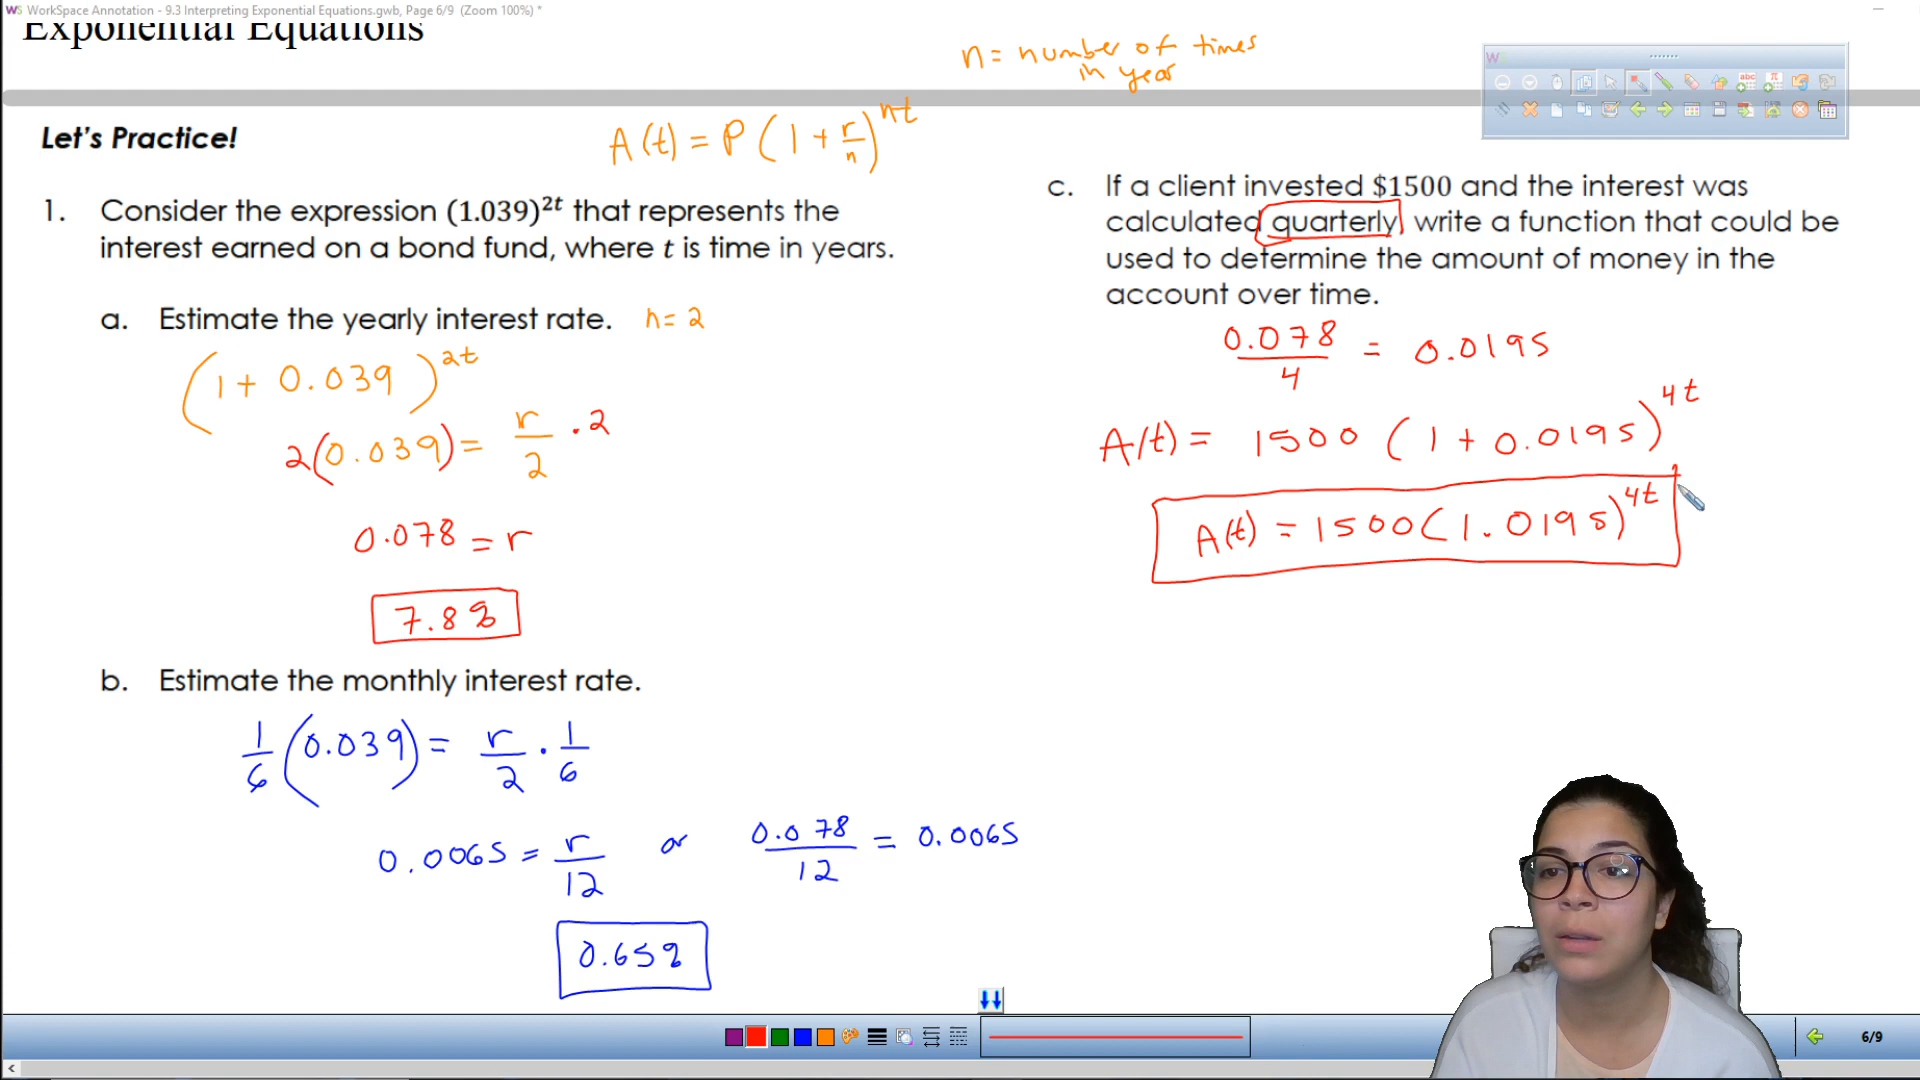 WorkSpace Annotation - 9.3 Interpreting Exponential Equations.gwb, Page 6/9 (Zoom 100%) *
Exponential Equations
n = number of times
in year
Let's Practice!
A(t) = P(1 + r/n)^nt
1. Consider the expression (1.039)^2t that represents the
interest earned on a bond fund, where t is time in years.
a. Estimate the yearly interest rate. n = 2
(1 + 0.039)^2t
2(0.039) = r/2 · 2
0.078 = r
7.8%
b. Estimate the monthly interest rate.
1/6 (0.039) = r/2 · 1/6
0.0065 = r/12 or 0.078/12 = 0.0065
0.65%
c. If a client invested $1500 and the interest was
calculated quarterly, write a function that could be
used to determine the amount of money in the
account over time.
0.078/4 = 0.0195
A(t) = 1500 (1 + 0.0195)^4t
A(t) = 1500(1.0195)^4t
6/9